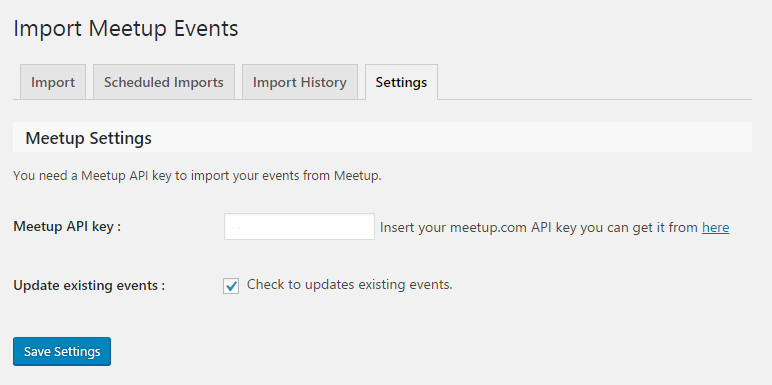 Import Meetup Events
Import Scheduled Imports Import History Settings
Meetup Settings
You need a Meetup API key to import your events from Meetup.
Meetup API key : Insert your meetup.com API key you can get it from here
Update existing events : Check to updates existing events.
Save Settings